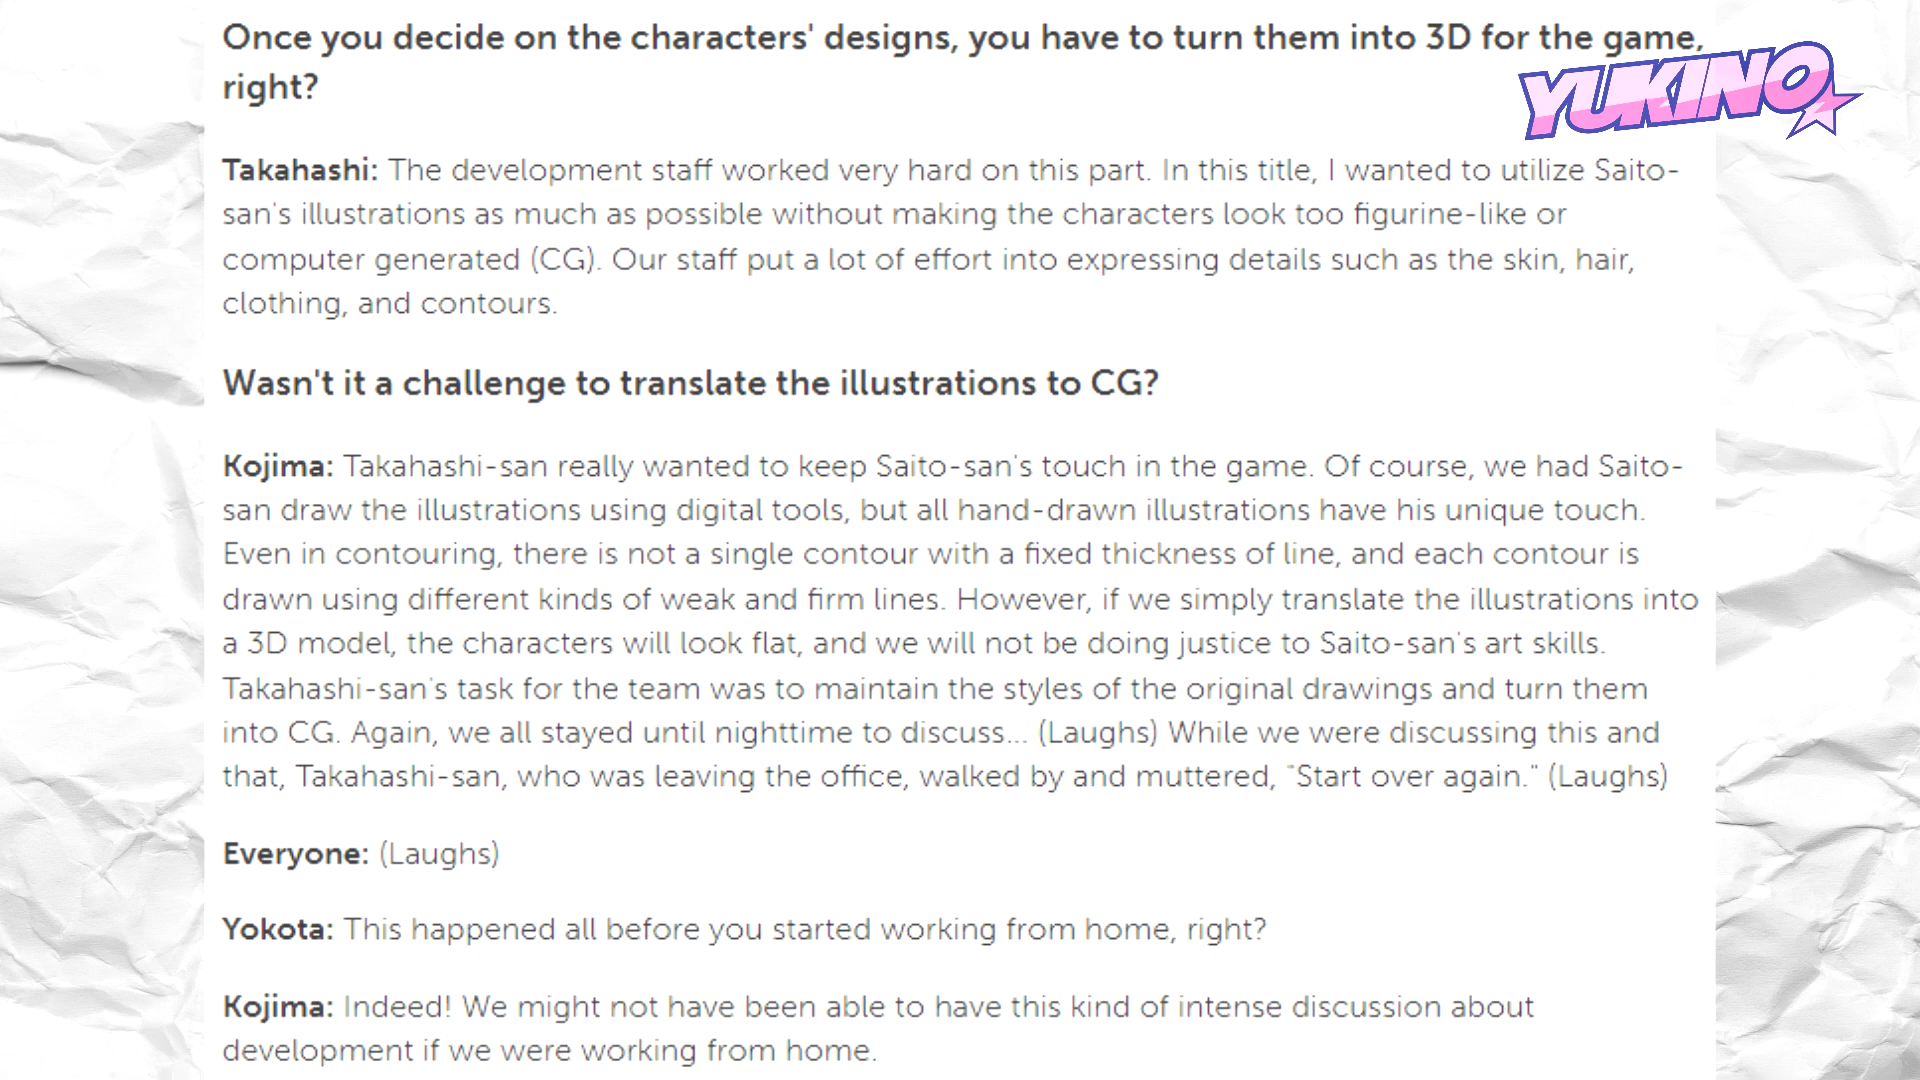 Once you decide on the characters' designs, you have to turn them into 3D for the game,
right?
YUKINO
Takahashi: The development staff worked very hard on this part. In this title, I wanted to utilize Saito-
san's illustrations as much as possible without making the characters look too figurine-like or
computer generated (CG). Our staff put a lot of effort into expressing details such as the skin, hair,
clothing, and contours.
Wasn't it a challenge to translate the illustrations to CG?
Kojima: Takahashi-san really wanted to keep Saito-san's touch in the game. Of course, we had Saito-
san draw the illustrations using digital tools, but all hand-drawn illustrations have his unique touch.
Even in contouring, there is not a single contour with a fixed thickness of line, and each contour is
drawn using different kinds of weak and firm lines. However, if we simply translate the illustrations into
a 3D model, the characters will look flat, and we will not be doing justice to Saito-san's art skills.
Takahashi-san's task for the team was to maintain the styles of the original drawings and turn them
into CG. Again, we all stayed until nighttime to discuss... (Laughs) While we were discussing this and
that, Takahashi-san, who was leaving the office, walked by and muttered, "Start over again." (Laughs)
Everyone: (Laughs)
Yokota: This happened all before you started working from home, right?
Kojima: Indeed! We might not have been able to have this kind of intense discussion about
development if we were working from home.